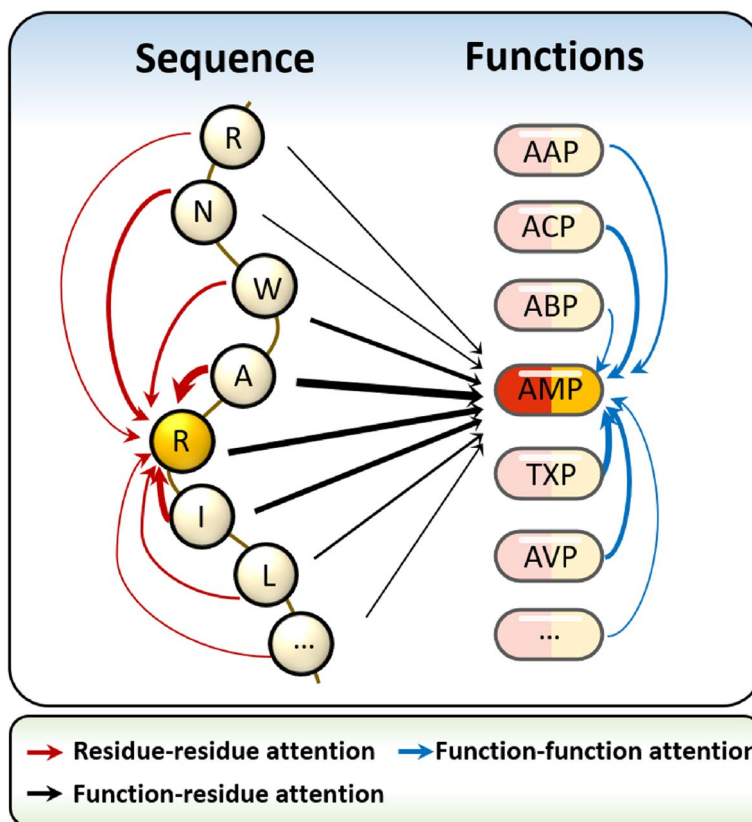 Sequence
Functions
R
N
W
A
R
I
L
...
AAP
ACP
ABP
AMP
TXP
AVP
...
Residue-residue attention
Function-function attention
Function-residue attention